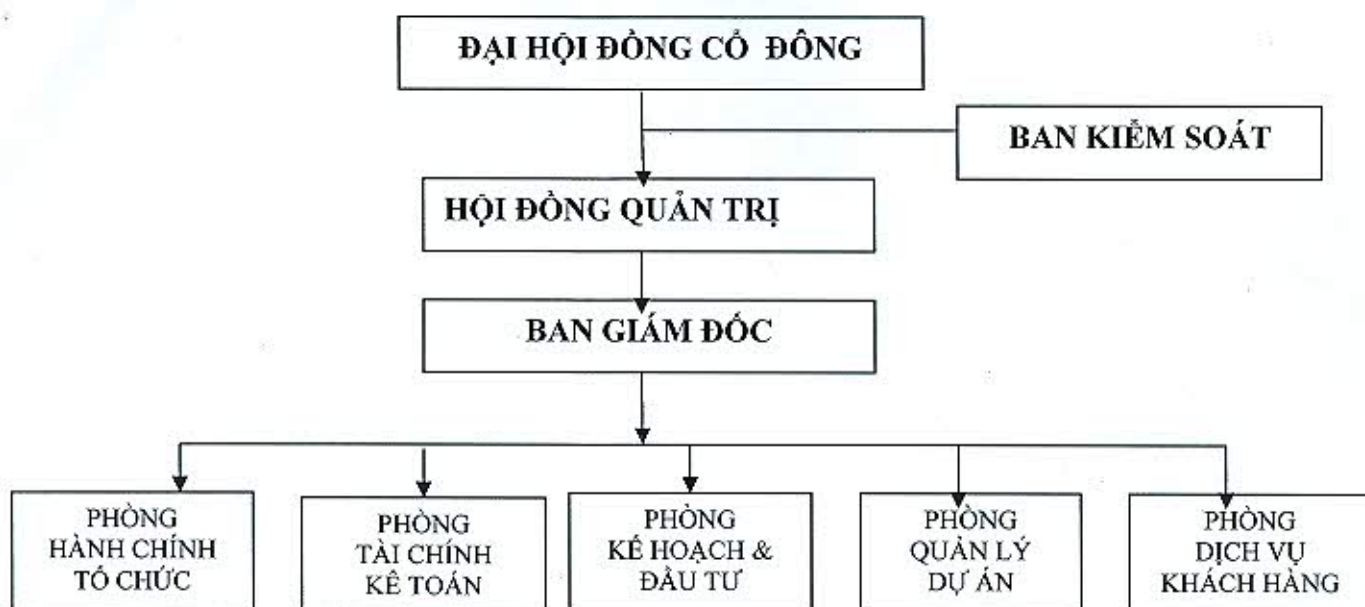 ĐẠI HỘI ĐỒNG CỔ ĐÔNG
BAN KIỂM SOÁT
HỘI ĐỒNG QUẢN TRỊ
BAN GIÁM ĐỐC
PHÒNG
HÀNH CHÍNH
TỔ CHỨC
PHÒNG
TÀI CHÍNH
KẾ TOÁN
PHÒNG
KẾ HOẠCH &
ĐẦU TƯ
PHÒNG
QUẢN LÝ
DỰ ÁN
PHÒNG
DỊCH VỤ
KHÁCH HÀNG